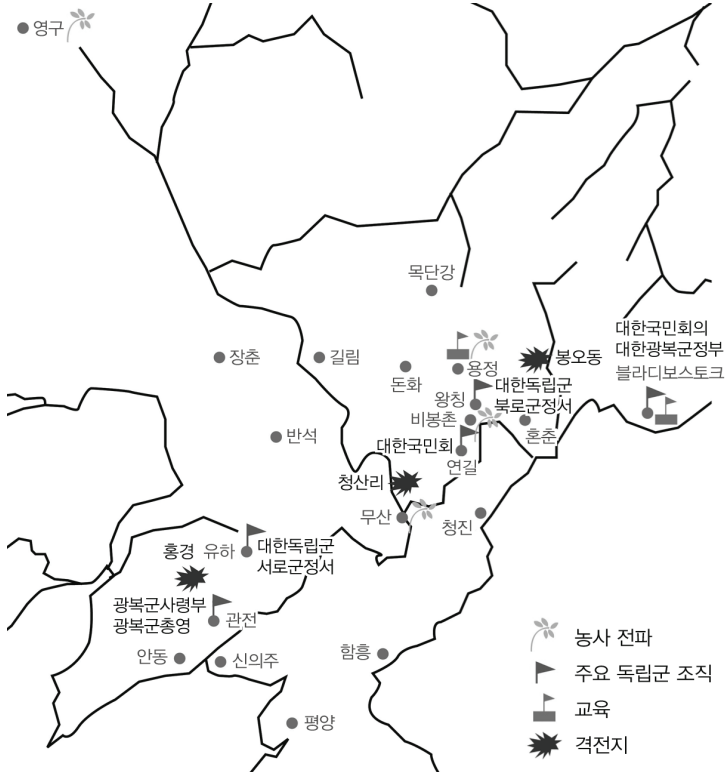 영구
목단강
대한국민회의
대한광복군정부
블라디보스토크
장춘
길림
돈화
용정
봉오동
왕칭
대한독립군
북로군정서
비봉촌
혼춘
반석
대한국민회
연길
청산리
무산
청진
홍경
유하
대한독립군
서로군정서
광복군사령부
광복군총영
관전
안동
신의주
함흥
평양
농사 전파
주요 독립군 조직
교육
격전지